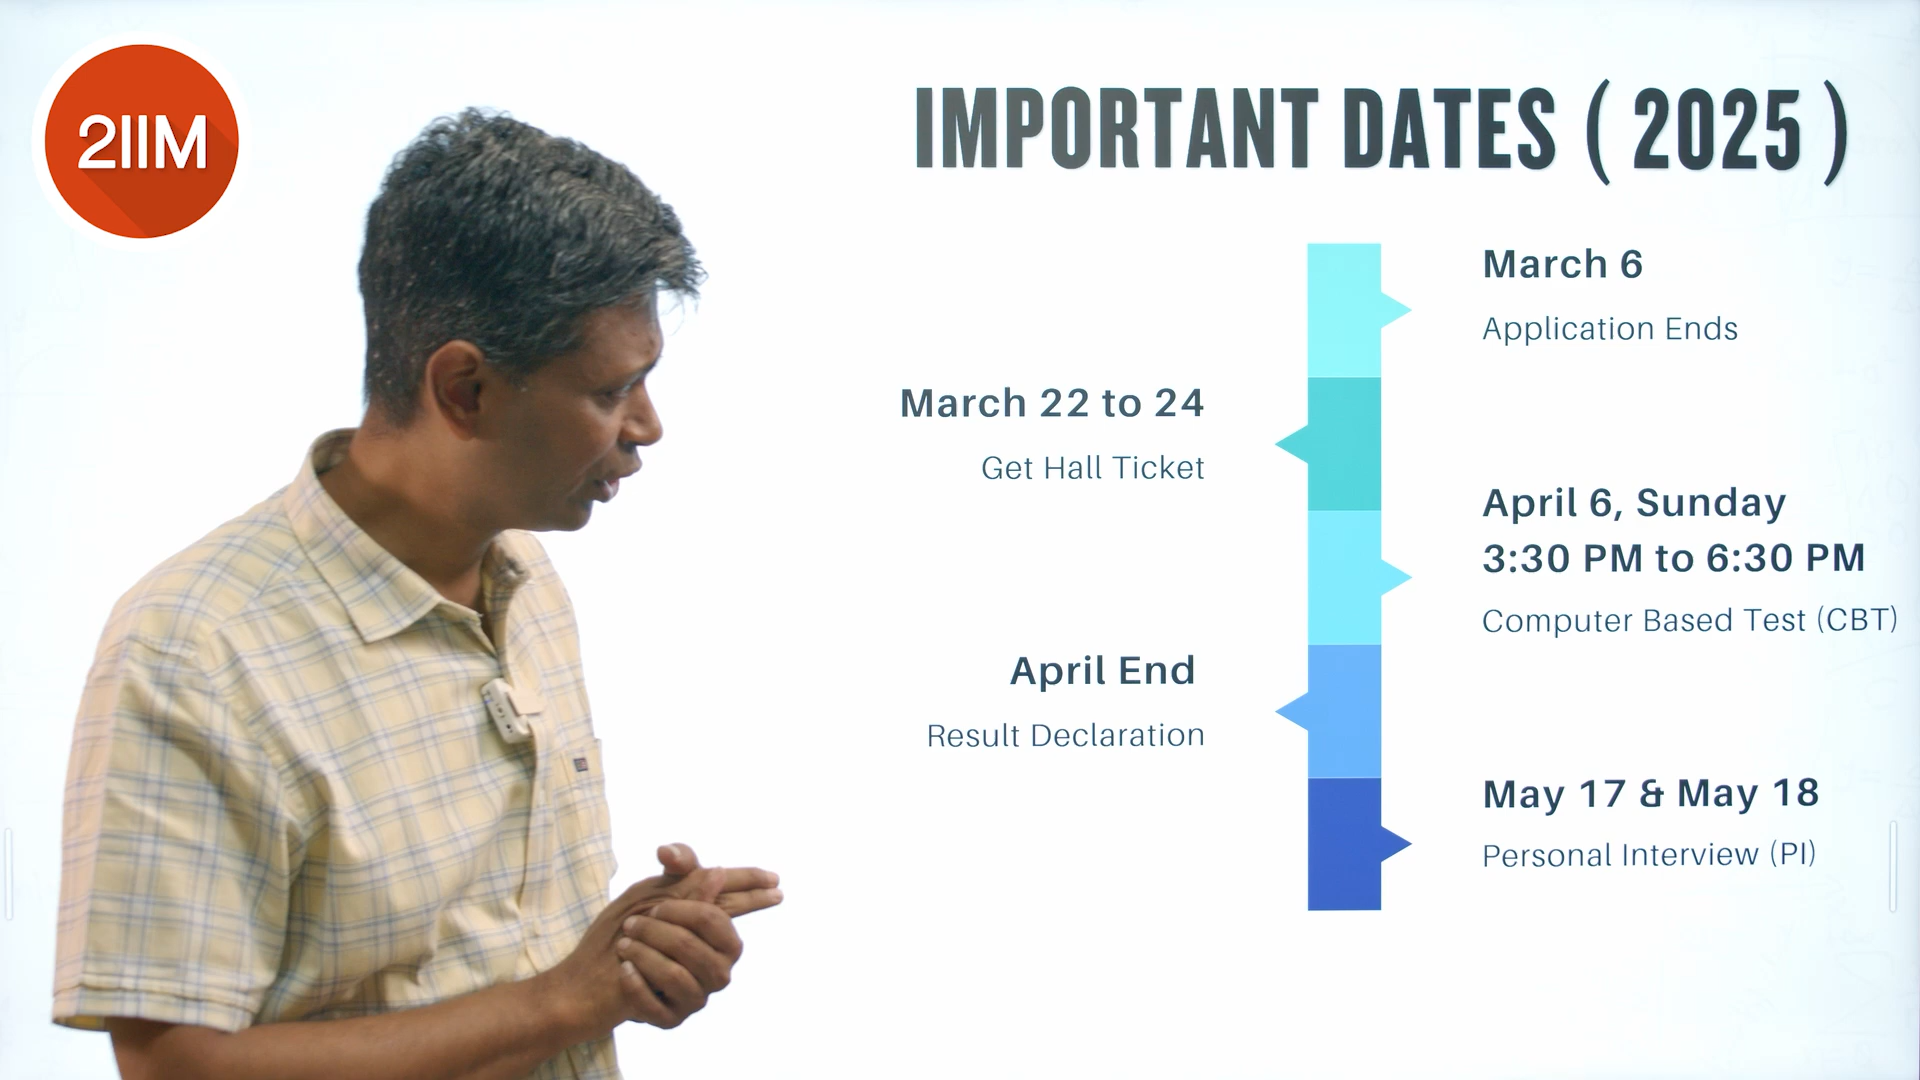 2IIM
IMPORTANT DATES ( 2025 )
March 6
Application Ends
March 22 to 24
Get Hall Ticket
April 6, Sunday
3:30 PM to 6:30 PM
Computer Based Test (CBT)
April End
Result Declaration
May 17 & May 18
Personal Interview (PI)